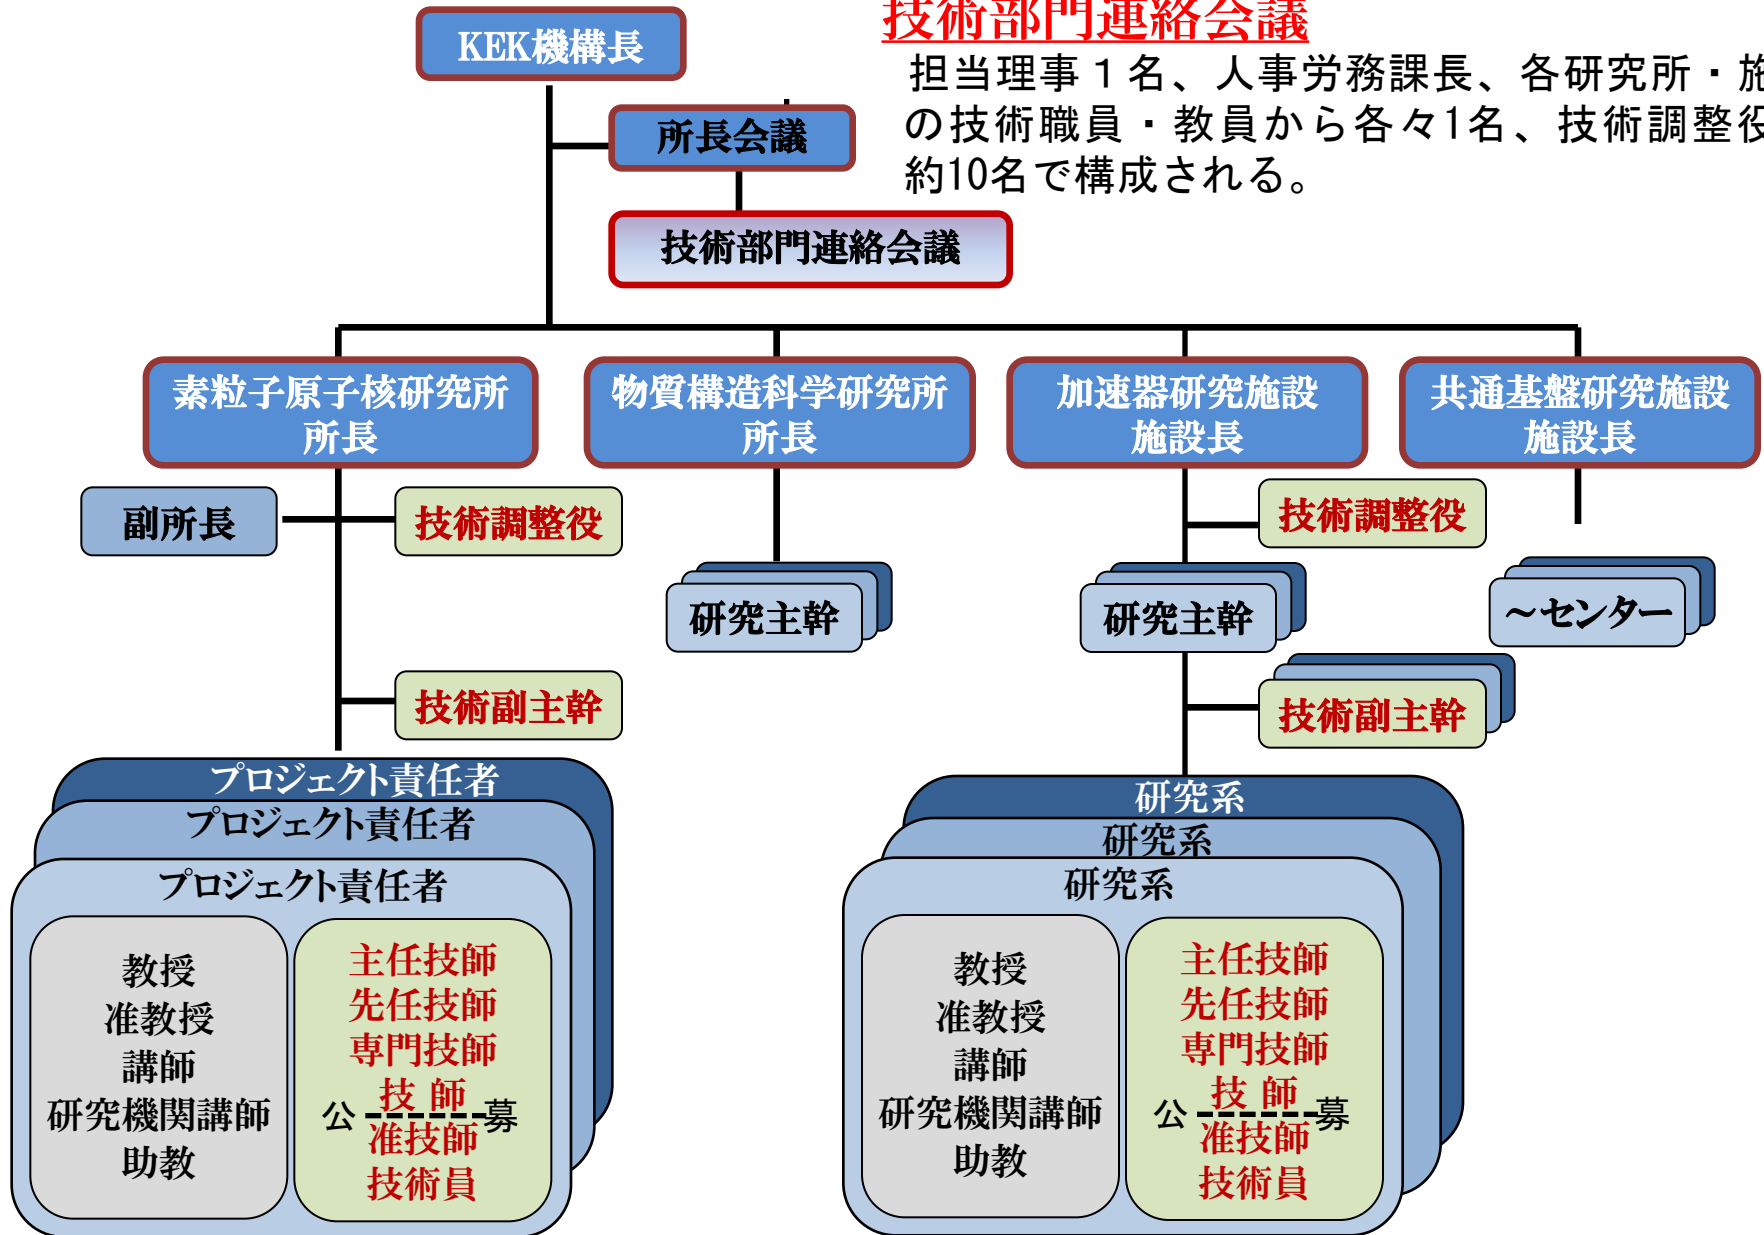 技術部門連絡会議
担当理事１名、人事労務課長、各研究所・施
の技術職員・教員から各々1名、技術調整役
約10名で構成される。
KEK機構長
所長会議
技術部門連絡会議
素粒子原子核研究所
所長
物質構造科学研究所
所長
加速器研究施設
施設長
共通基盤研究施設
施設長
副所長
技術調整役
技術調整役
研究主幹
研究主幹
～センター
技術副主幹
技術副主幹
プロジェクト責任者
プロジェクト責任者
プロジェクト責任者
教授
准教授
講師
研究機関講師
助教
主任技師
先任技師
専門技師
技 師
公 募
准技師
技術員
研究系
研究系
研究系
教授
准教授
講師
研究機関講師
助教
主任技師
先任技師
専門技師
技 師
公 募
准技師
技術員